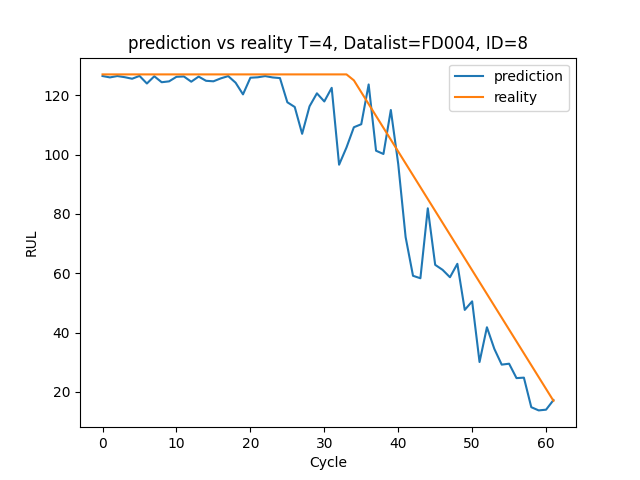 prediction vs reality T=4, Datalist=FD004, ID=8
prediction
reality
120
100
80
60
40
20
RUL
0 10 20 30 40 50 60
Cycle